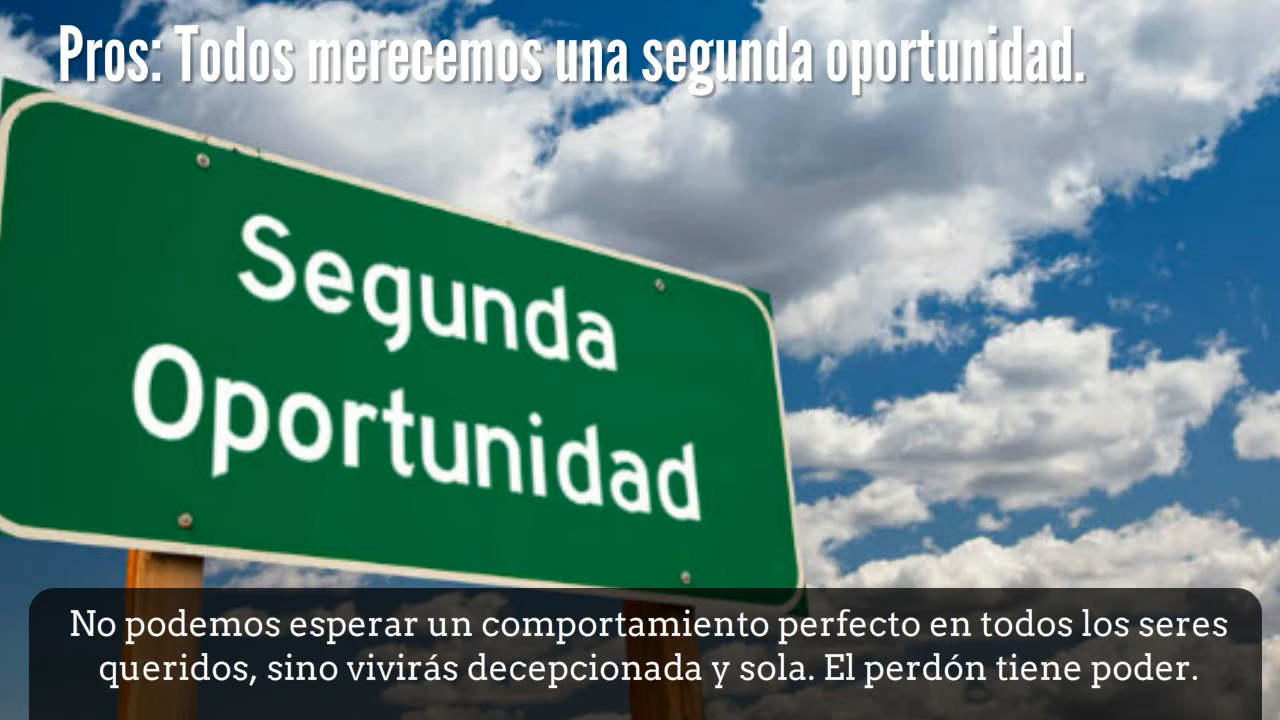 Pros: Todos merecemos una segunda oportunidad.
Segunda
Oportunidad
No podemos esperar un comportamiento perfecto en todos los seres
queridos, sino vivirás decepcionada y sola. El perdón tiene poder.